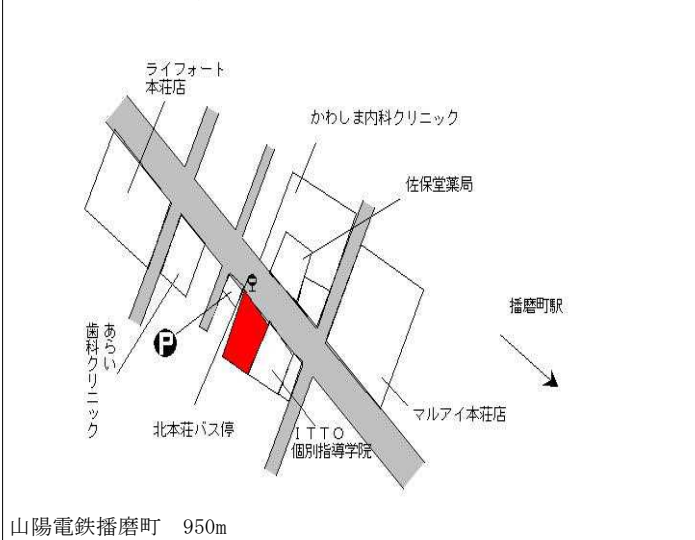 ライフォート
本荘店
かわしま内科クリニック
佐保堂薬局
播磨町駅
あらい
歯科クリニック
P
北本荘バス停
ＩＴＴＯ
個別指導学院
マルアイ本荘店
山陽電鉄播磨町　950m